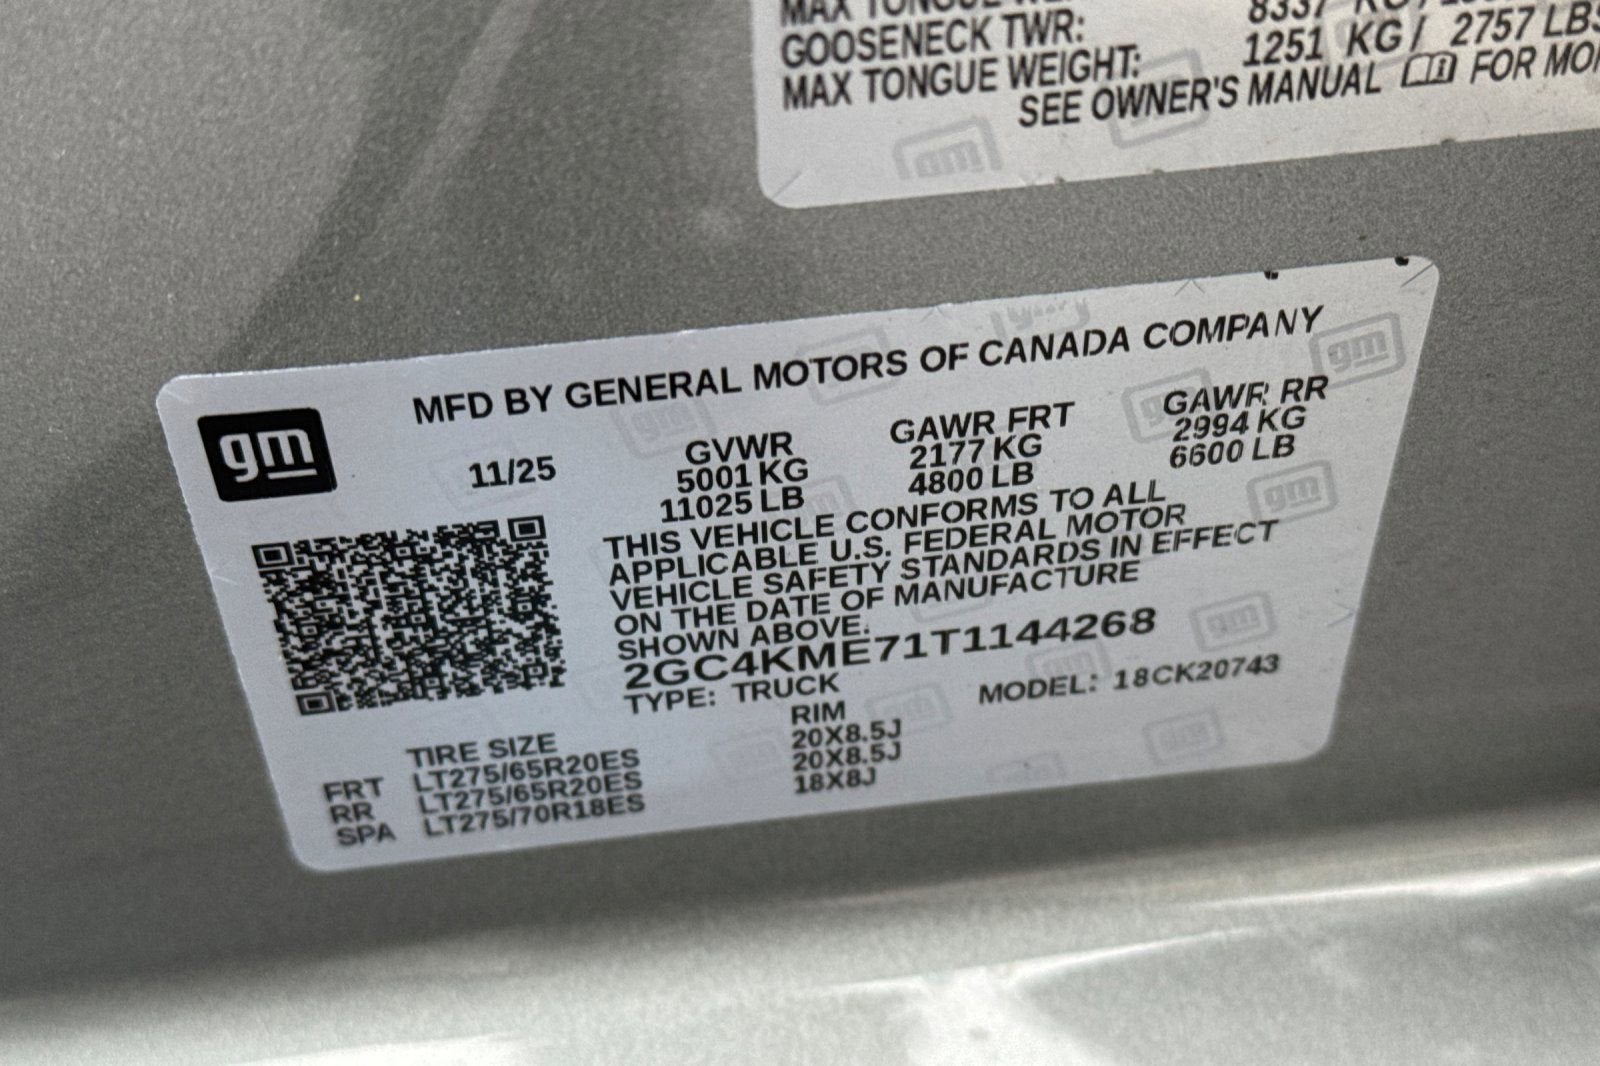 MAX TONGUE
8337 KG
GOOSENECK TWR:
1251 KG / 2757 LBS
MAX TONGUE WEIGHT:
SEE OWNER'S MANUAL FOR
gm
MFD BY GENERAL MOTORS OF CANADA COMPANY
11/25
GVWR GAWR FRT GAWR RR
5001 KG 2177 KG 2994 KG
11025 LB 4800 LB 6600 LB
THIS VEHICLE CONFORMS TO ALL
APPLICABLE U.S. FEDERAL MOTOR
VEHICLE SAFETY STANDARDS IN EFFECT
ON THE DATE OF MANUFACTURE
SHOWN ABOVE.
2GC4KME71T1144268
TYPE: TRUCK MODEL: 18CK20743
TIRE SIZE RIM
FRT LT275/65R20ES 20X8.5J
RR LT275/65R20ES 20X8.5J
SPA LT275/70R18ES 18X8J